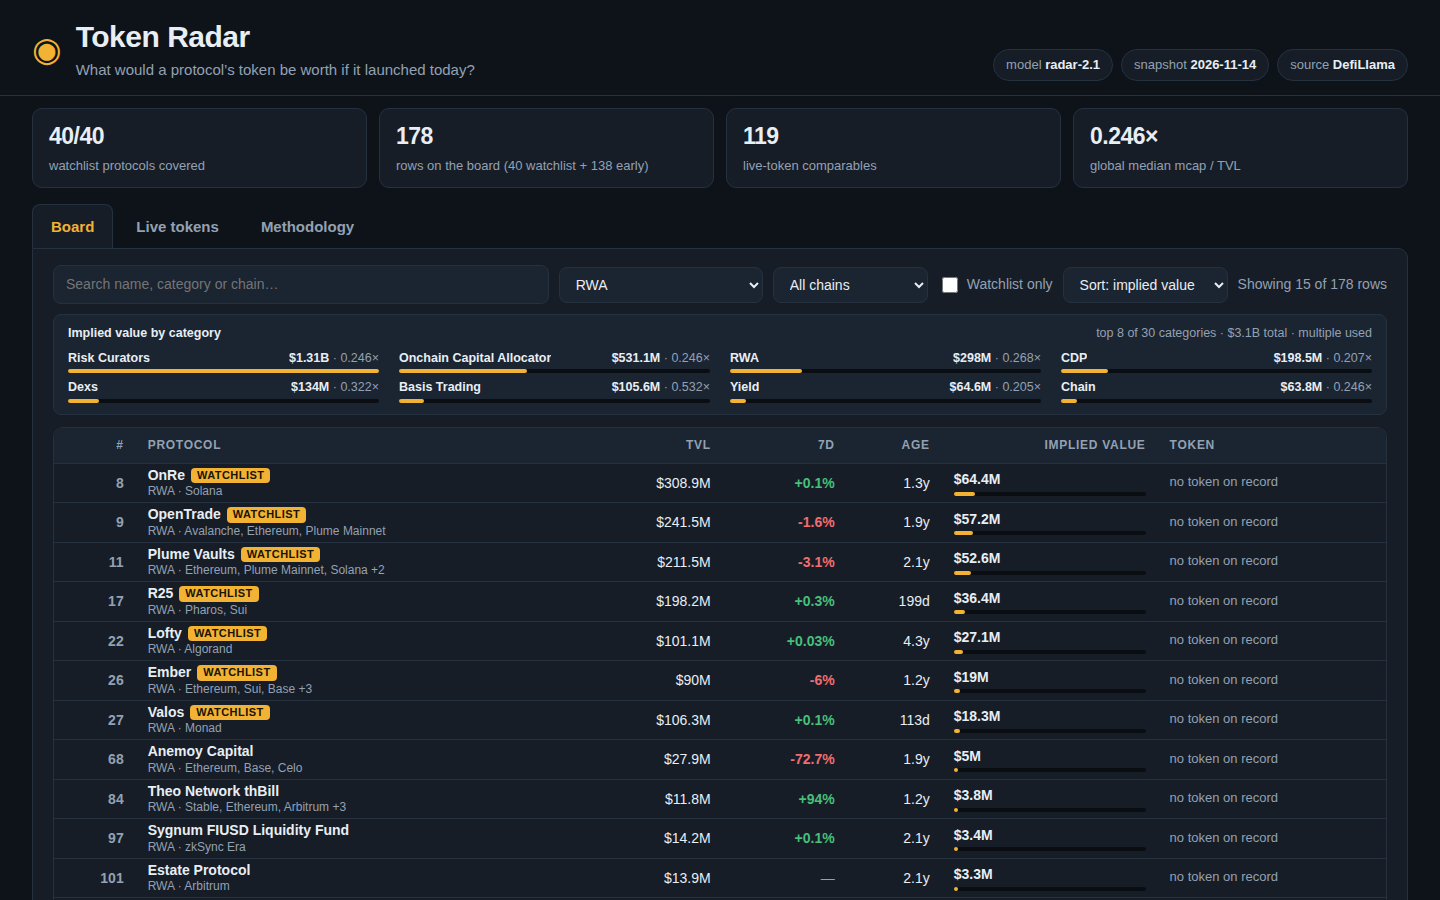 Token Radar
What would a protocol's token be worth if it launched today?
model radar-2.1
snapshot 2026-11-14
source DefiLlama
40/40
watchlist protocols covered
178
rows on the board (40 watchlist + 138 early)
119
live-token comparables
0.246×
global median mcap / TVL
Board Live tokens Methodology
Search name, category or chain…
RWA
All chains
Watchlist only
Sort: implied value
Showing 15 of 178 rows
Implied value by category
top 8 of 30 categories · $3.1B total · multiple used
Risk Curators $1.31B · 0.246×
Onchain Capital Allocator $531.1M · 0.246×
RWA $298M · 0.268×
CDP $198.5M · 0.207×
Dexs $134M · 0.322×
Basis Trading $105.6M · 0.532×
Yield $64.6M · 0.205×
Chain $63.8M · 0.246×
# PROTOCOL TVL 7D AGE IMPLIED VALUE TOKEN
8 OnRe WATCHLIST $308.9M +0.1% 1.3y $64.4M no token on record
RWA · Solana
9 OpenTrade WATCHLIST $241.5M -1.6% 1.9y $57.2M no token on record
RWA · Avalanche, Ethereum, Plume Mainnet
11 Plume Vaults WATCHLIST $211.5M -3.1% 2.1y $52.6M no token on record
RWA · Ethereum, Plume Mainnet, Solana +2
17 R25 WATCHLIST $198.2M +0.3% 199d $36.4M no token on record
RWA · Pharos, Sui
22 Lofty WATCHLIST $101.1M +0.03% 4.3y $27.1M no token on record
RWA · Algorand
26 Ember WATCHLIST $90M -6% 1.2y $19M no token on record
RWA · Ethereum, Sui, Base +3
27 Valos WATCHLIST $106.3M +0.1% 113d $18.3M no token on record
RWA · Monad
68 Anemoy Capital $27.9M -72.7% 1.9y $5M no token on record
RWA · Ethereum, Base, Celo
84 Theo Network thBill $11.8M +94% 1.2y $3.8M no token on record
RWA · Stable, Ethereum, Arbitrum +3
97 Sygnum FIUSD Liquidity Fund $14.2M +0.1% 2.1y $3.4M no token on record
RWA · zkSync Era
101 Estate Protocol $13.9M — 2.1y $3.3M no token on record
RWA · Arbitrum